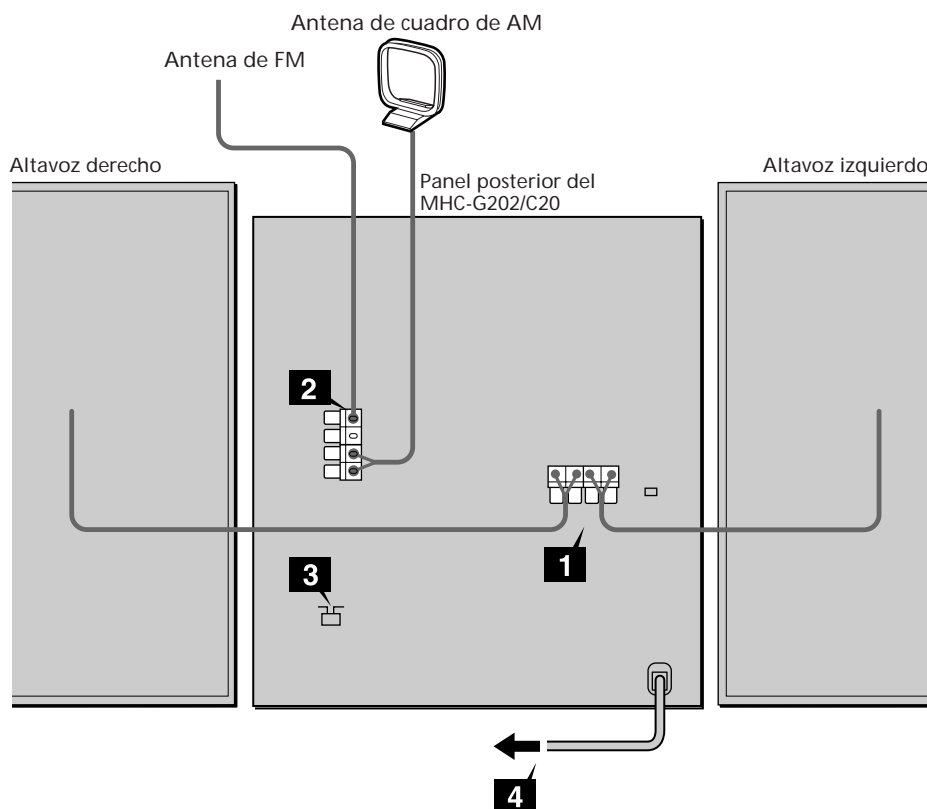 Antena de cuadro de AM
Antena de FM
Altavoz derecho
Altavoz izquierdo
Panel posterior del
MHC-G202/C20
2
1
3
4